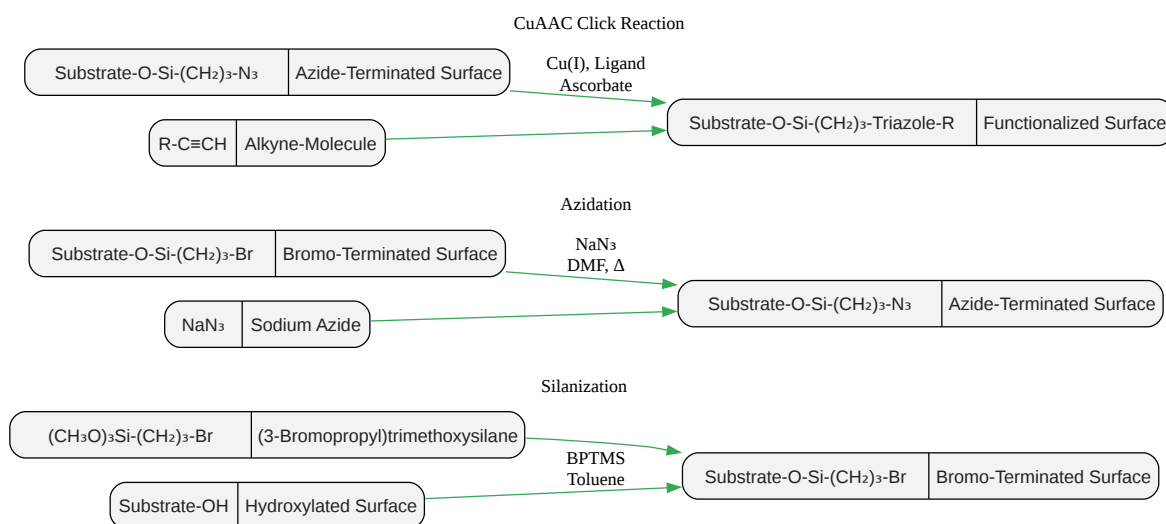 CuAAC Click Reaction
Substrate-O-Si-(CH₂)₃-N₃ Azide-Terminated Surface
Cu(I), Ligand
Ascorbate
R-C≡CH Alkyne-Molecule
Substrate-O-Si-(CH₂)₃-Triazole-R Functionalized Surface
Azidation
Substrate-O-Si-(CH₂)₃-Br Bromo-Terminated Surface
NaN₃
DMF, Δ
NaN₃ Sodium Azide
Substrate-O-Si-(CH₂)₃-N₃ Azide-Terminated Surface
Silanization
(CH₃O)₃Si-(CH₂)₃-Br (3-Bromopropyl)trimethoxysilane
BPTMS
Toluene
Substrate-OH Hydroxylated Surface
Substrate-O-Si-(CH₂)₃-Br Bromo-Terminated Surface